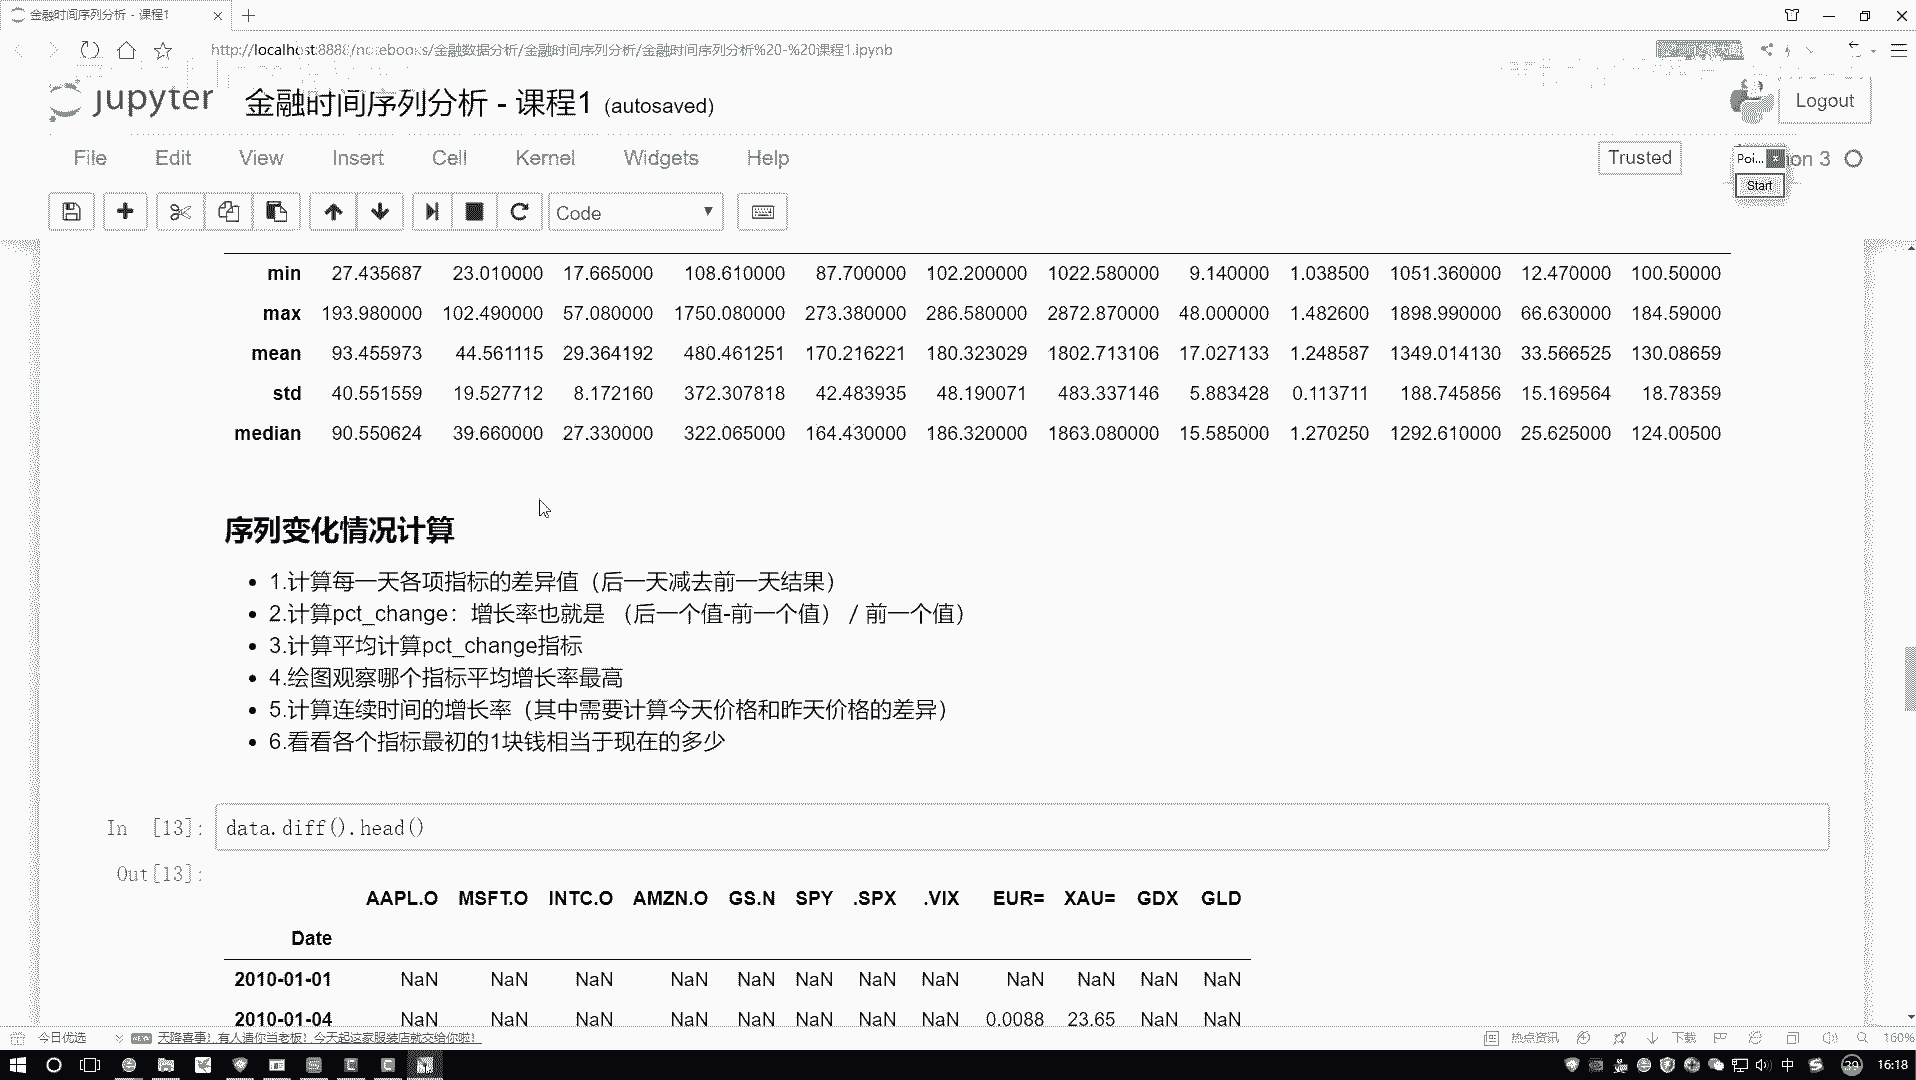 金融时间序列分析 - 课程1
http://localhost:8888/notebooks/金融数据分析/金融时间序列分析/金融时间序列分析%20-%20课程1.ipynb
jupyter 金融时间序列分析 - 课程1 (autosaved)
Logout
File Edit View Insert Cell Kernel Widgets Help
Trusted
Poi...
on 3
Start
Code
min 27.435687 23.010000 17.665000 108.610000 87.700000 102.200000 1022.580000 9.140000 1.038500 1051.360000 12.470000 100.50000
max 193.980000 102.490000 57.080000 1750.080000 273.380000 286.580000 2872.870000 48.000000 1.482600 1898.990000 66.630000 184.59000
mean 93.455973 44.561115 29.364192 480.461251 170.216221 180.323029 1802.713106 17.027133 1.248587 1349.014130 33.566525 130.08659
std 40.551559 19.527712 8.172160 372.307818 42.483935 48.190071 483.337146 5.883428 0.113711 188.745856 15.169564 18.78359
median 90.550624 39.660000 27.330000 322.065000 164.430000 186.320000 1863.080000 15.585000 1.270250 1292.610000 25.625000 124.00500
序列变化情况计算
• 1.计算每一天各项指标的差异值（后一天减去前一天结果）
• 2.计算pct_change：增长率也就是 （后一个值-前一个值） / 前一个值）
• 3.计算平均计算pct_change指标
• 4.绘图观察哪个指标平均增长率最高
• 5.计算连续时间的增长率（其中需要计算今天价格和昨天价格的差异）
• 6.看看各个指标最初的1块钱相当于现在的多少
In [13]: data.diff().head()
Out[13]:
AAPL.O MSFT.O INTC.O AMZN.O GS.N SPY .SPX .VIX EUR= XAU= GDX GLD
Date
2010-01-01 NaN NaN NaN NaN NaN NaN NaN NaN NaN NaN NaN NaN
2010-01-04 NaN NaN NaN NaN NaN NaN NaN NaN 0.0088 23.65 NaN NaN
今日优选
天降喜事！有人请你当老板！今天起这家服装店就交给你啦！
热点资讯
下载
160%
中
39
16:18